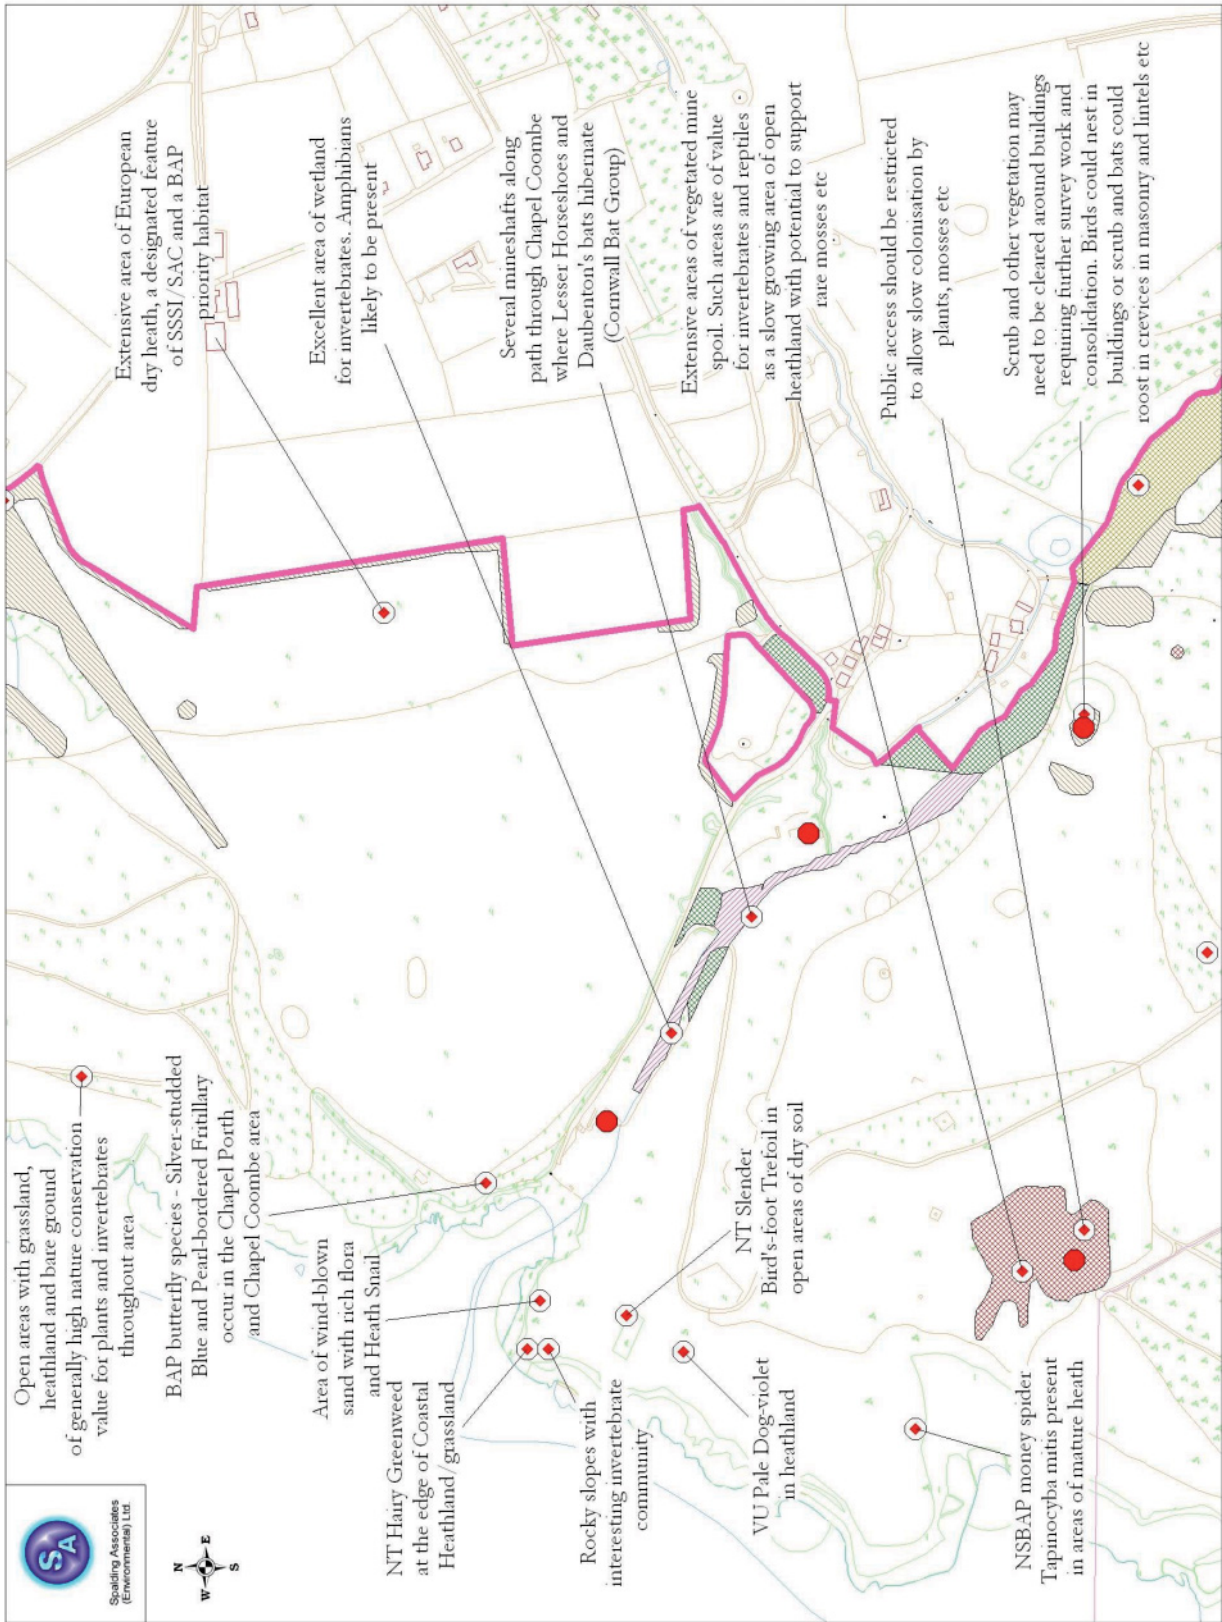 Spalding Associates
(Environmental) Ltd.
SA
N
W E
S
Open areas with grassland,
heathland and bare ground
of generally high nature conservation
value for plants and invertebrates
throughout area
BAP butterfly species - Silver-studded
Blue and Pearl-bordered Fritillary
occur in the Chapel Porth
and Chapel Coombe area
Area of wind-blown
sand with rich flora
and Heath Snail
NT Hairy Greenweed
at the edge of Coastal
Heathland/grassland
Rocky slopes with
interesting invertebrate
community
NT Slender
Bird's-foot Trefoil in
open areas of dry soil
VU Pale Dog-violet
in heathland
NSBAP money spider
Tapinocyba mitis present
in areas of mature heath
Extensive area of European
dry heath, a designated feature
of SSSI/SAC and a BAP
priority habitat
Excellent area of wetland
for invertebrates. Amphibians
likely to be present
Several mineshafts along
path through Chapel Coombe
where Lesser Horseshoes and
Daubenton's bats hibernate
(Cornwall Bat Group)
Extensive areas of vegetated mine
spoil. Such areas are of value
for invertebrates and reptiles
as a slow growing area of open
heathland with potential to support
rare mosses etc
Public access should be restricted
to allow slow colonisation by
plants, mosses etc
Scrub and other vegetation may
need to be cleared around buildings
requiring further survey work and
consolidation. Birds could nest in
buildings or scrub and bats could
roost in crevices in masonry and lintels etc